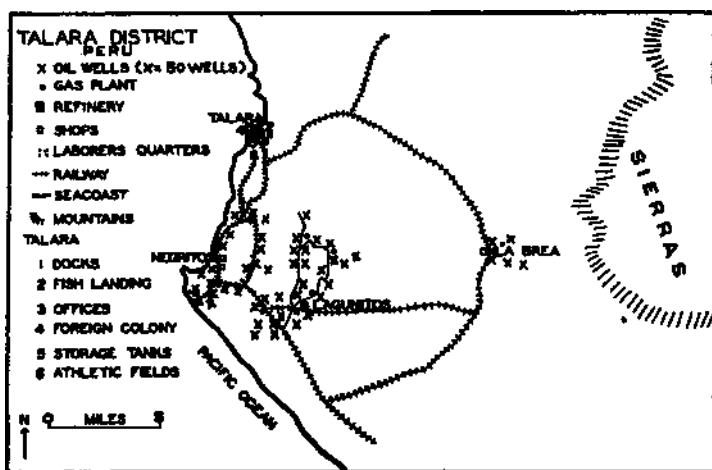 TALARA DISTRICT
PERU
X OIL WELLS (X= 50 WELLS)
GAS PLANT
REFINERY
SHOPS
LABORERS QUARTERS
RAILWAY
SEACOAST
MOUNTAINS
TALARA
1 DOCKS
2 FISH LANDING
3 OFFICES
4 FOREIGN COLONY
5 STORAGE TANKS
6 ATHLETIC FIELDS
N 0 MILES 5
TALARA
NEGRITOS
LAGUNITOS
LA BREA
PACIFIC OCEAN
SIERRAS